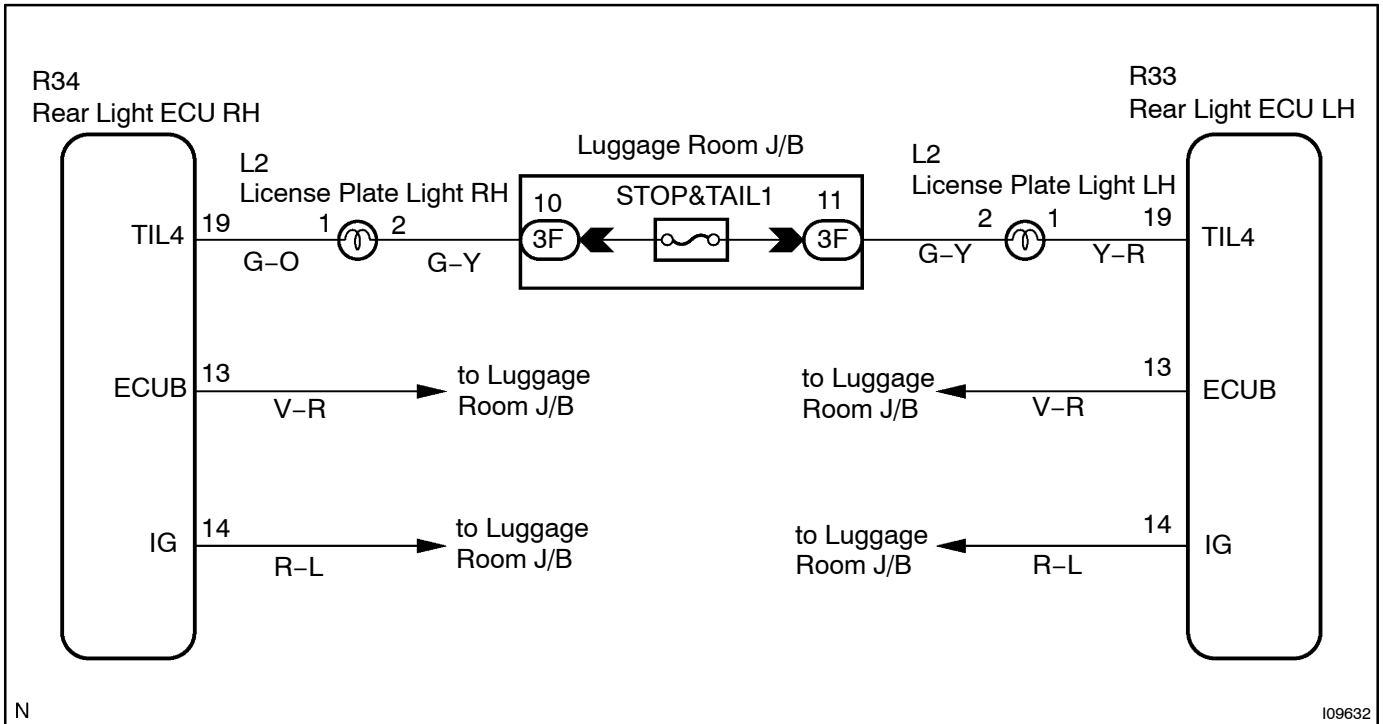 R34
Rear Light ECU RH
R33
Rear Light ECU LH
Luggage Room J/B
L2
License Plate Light RH
L2
License Plate Light LH
STOP&TAIL1
10
11
3F
3F
TIL4
19
1
2
G−O
G−Y
2
1
19
TIL4
G−Y
Y−R
ECUB
13
V−R
to Luggage
Room J/B
to Luggage
Room J/B
13
V−R
ECUB
IG
14
R−L
to Luggage
Room J/B
to Luggage
Room J/B
14
R−L
IG
N
I09632